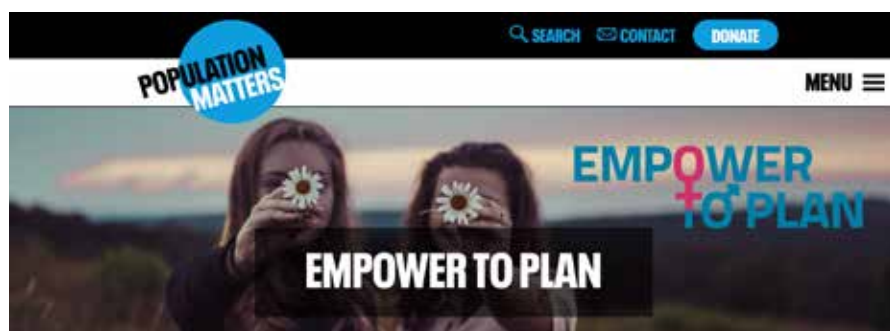 SEARCH CONTACT DONATE
POPULATION
MATTERS
MENU
EMPOWER
TO PLAN
EMPOWER TO PLAN